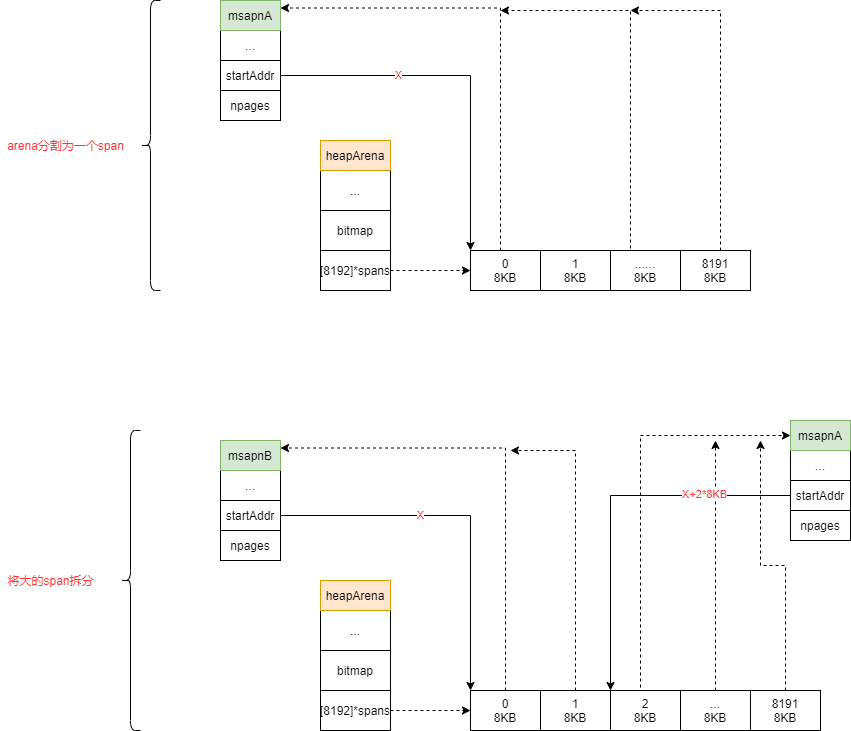 msapnA
...
startAddr
X
npages
arena分割为一个span
heapArena
...
bitmap
[8192]*spans
0
8KB
1
8KB
......
8KB
8191
8KB
msapnB
...
startAddr
X
npages
msapnA
...
X+2*8KB
startAddr
npages
将大的span拆分
heapArena
...
bitmap
[8192]*spans
0
8KB
1
8KB
2
8KB
...
8KB
8191
8KB